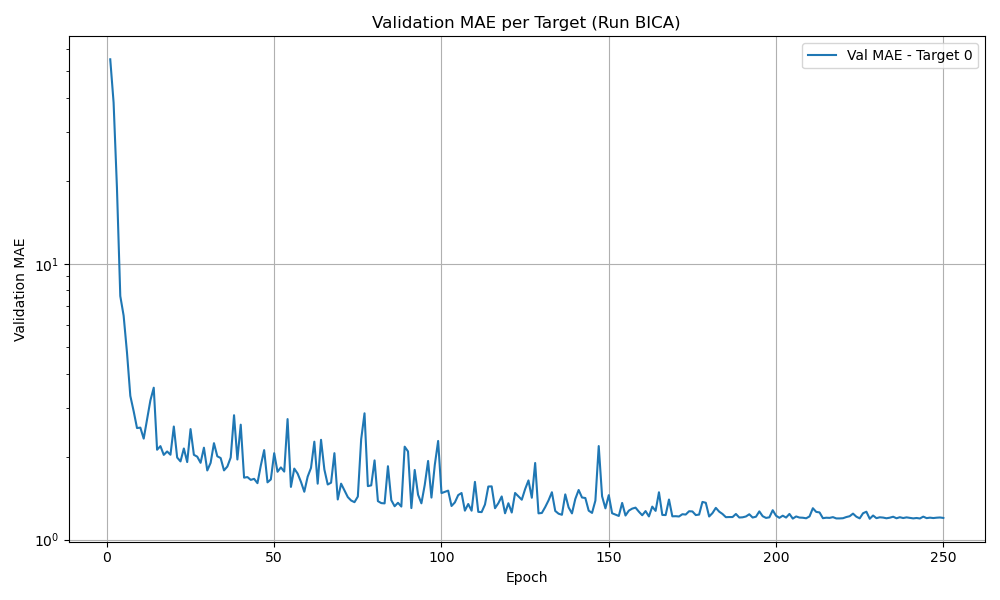 Validation MAE per Target (Run BICA)
Val MAE - Target 0
Validation MAE
10¹
10⁰
0 50 100 150 200 250
Epoch